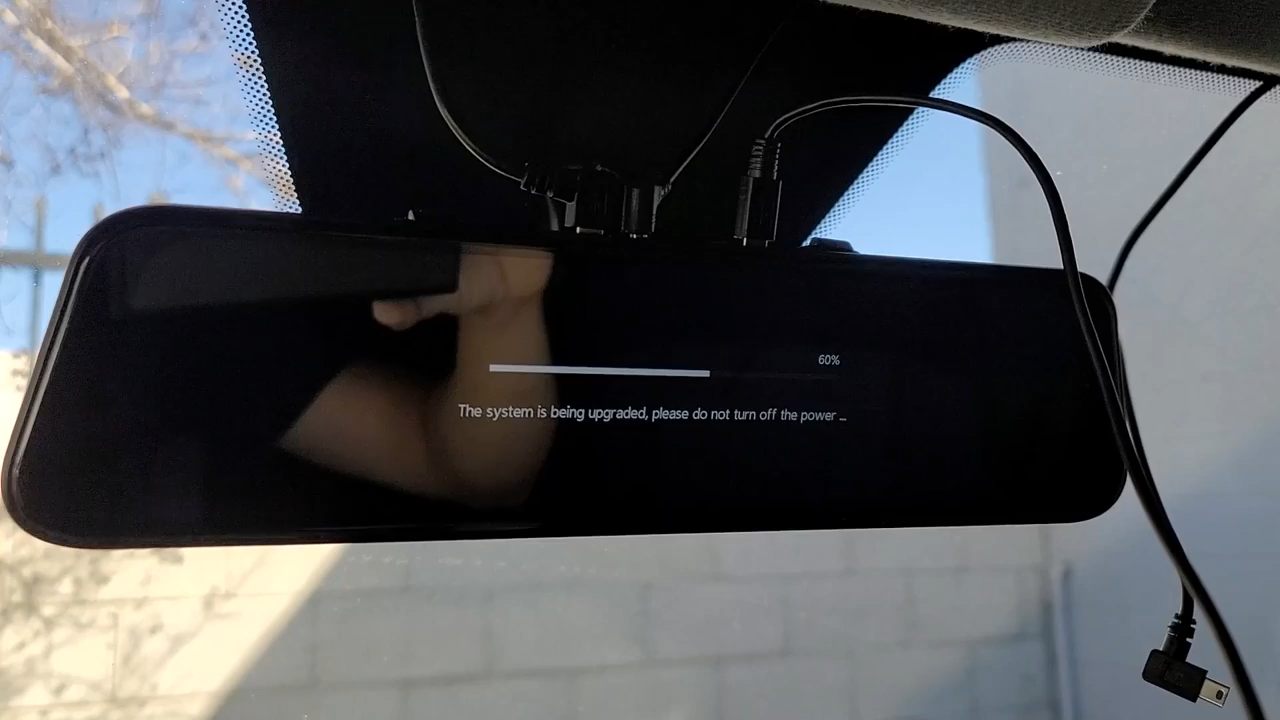 60%
The system is being upgraded, please do not turn off the power ...